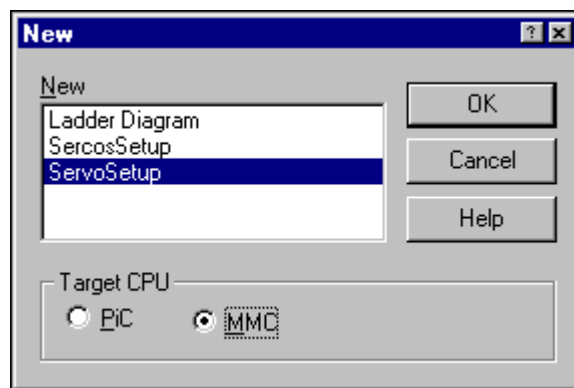 New
New
Ladder Diagram
SercosSetup
ServoSetup
OK
Cancel
Help
Target CPU
PiC
MMC